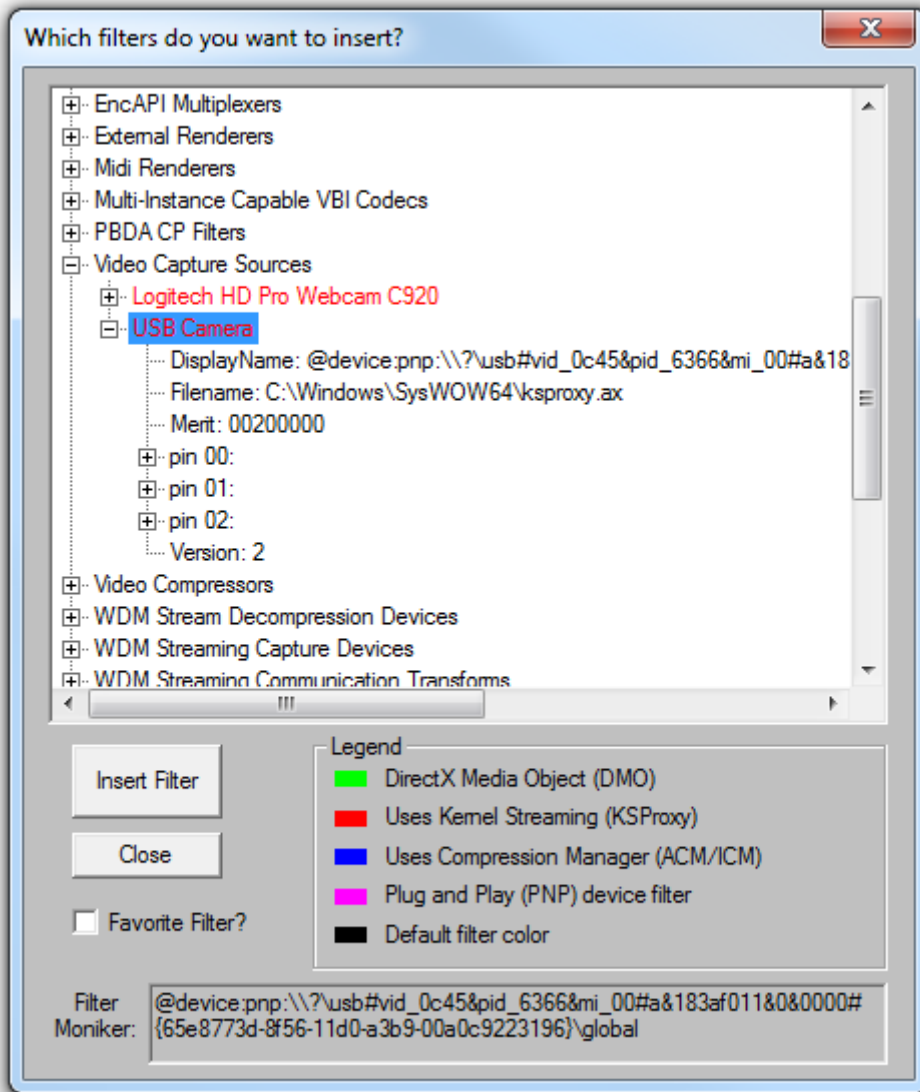 Which filters do you want to insert?
EncAPI Multiplexers
External Renderers
Midi Renderers
Multi-Instance Capable VBI Codecs
PBDA CP Filters
Video Capture Sources
Logitech HD Pro Webcam C920
USB Camera
DisplayName: @device:pnp:\\?\usb#vid_0c45&pid_6366&mi_00#a&18
Filename: C:\Windows\SysWOW64\ksproxy.ax
Merit: 00200000
pin 00:
pin 01:
pin 02:
Version: 2
Video Compressors
WDM Stream Decompression Devices
WDM Streaming Capture Devices
WDM Streaming Communication Transforms
Insert Filter
Close
Favorite Filter?
Legend
DirectX Media Object (DMO)
Uses Kernel Streaming (KSProxy)
Uses Compression Manager (ACM/ICM)
Plug and Play (PNP) device filter
Default filter color
Filter
Moniker:
@device:pnp:\\?\usb#vid_0c45&pid_6366&mi_00#a&183af011&0&0000#
{65e8773d-8f56-11d0-a3b9-00a0c9223196}\global